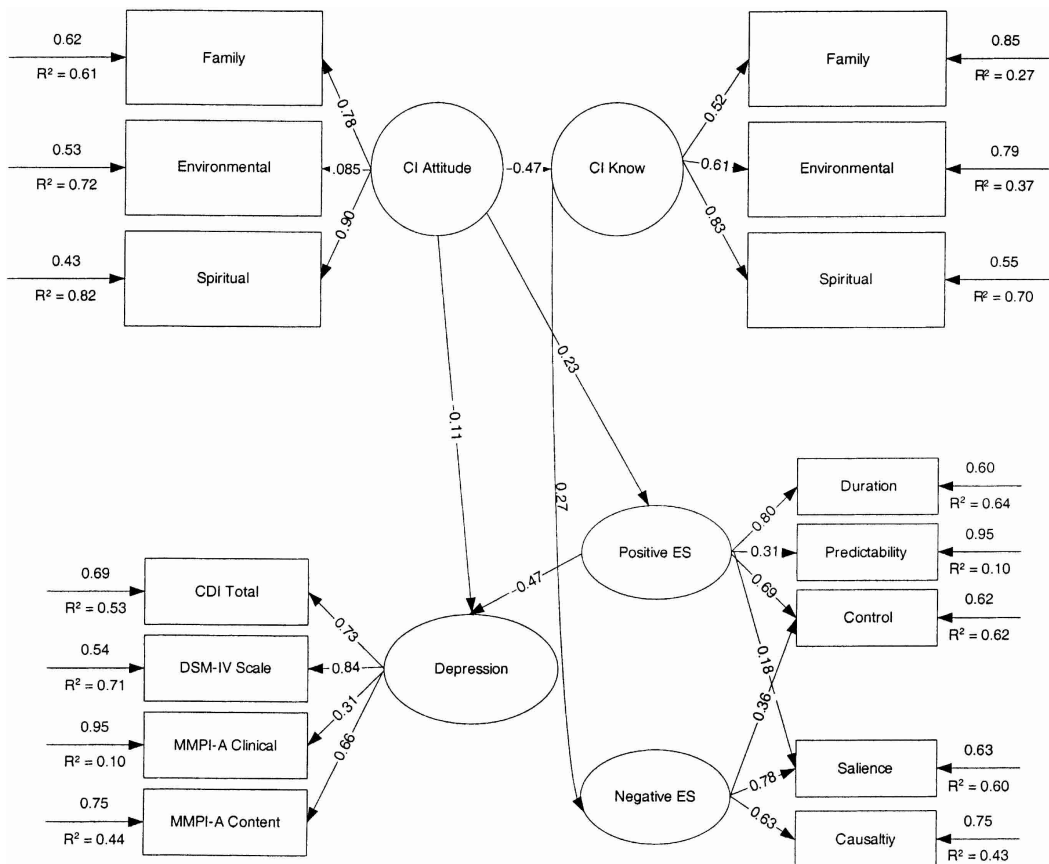 0.62
R² = 0.61
Family
0.53
R² = 0.72
Environmental
0.43
R² = 0.82
Spiritual
0.78
.085
0.90
CI Attitude
-0.47
CI Know
0.52
0.61
0.83
Family
0.85
R² = 0.27
Environmental
0.79
R² = 0.37
Spiritual
0.55
R² = 0.70
0.23
-0.11
0.27
Positive ES
-0.47
0.80
0.31
0.69
0.18
0.36
Duration
0.60
R² = 0.64
Predictability
0.95
R² = 0.10
Control
0.62
R² = 0.62
0.69
R² = 0.53
CDI Total
0.54
R² = 0.71
DSM-IV Scale
0.95
R² = 0.10
MMPI-A Clinical
0.75
R² = 0.44
MMPI-A Content
0.73
0.84
0.31
0.66
Depression
Negative ES
0.78
0.63
Salience
0.63
R² = 0.60
Causaltiy
0.75
R² = 0.43